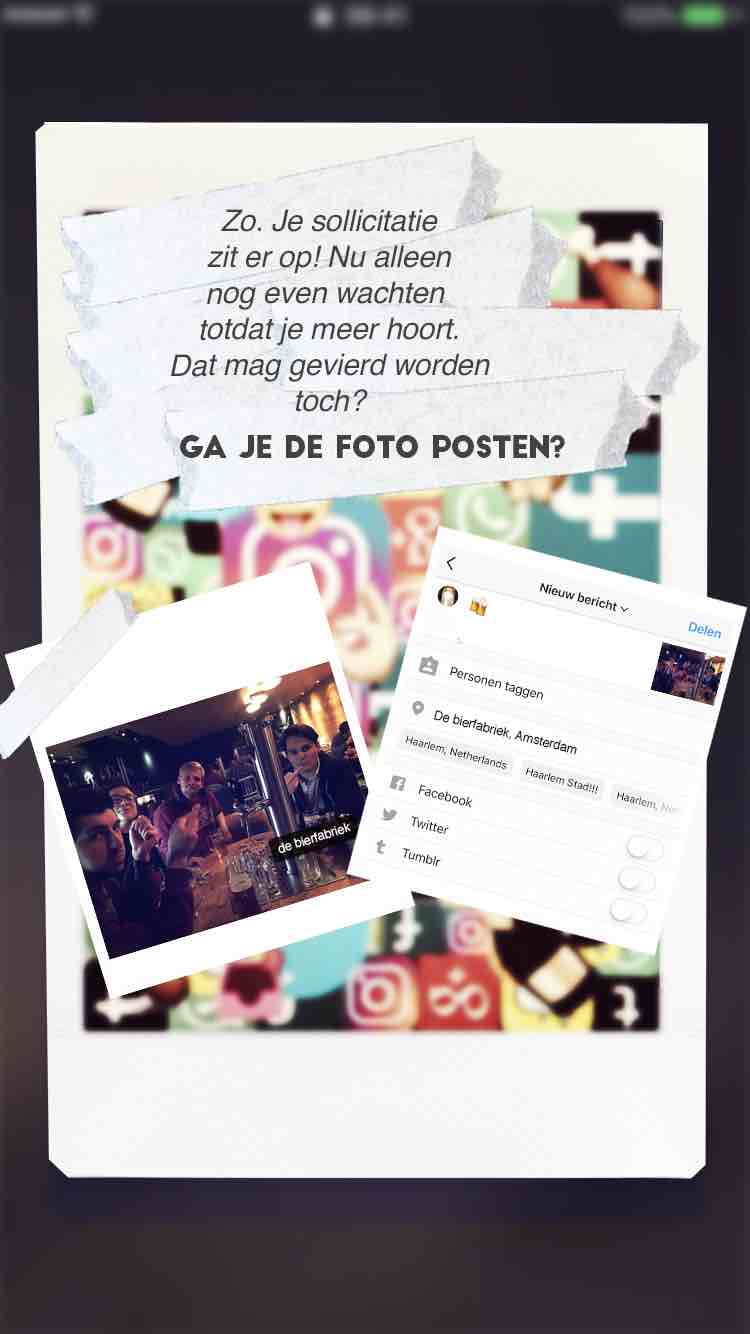 Zo. Je sollicitatie
zit er op! Nu alleen
nog even wachten
totdat je meer hoort.
Dat mag gevierd worden
toch?
GA JE DE FOTO POSTEN?
de bierfabriek
Nieuw bericht
Delen
Personen taggen
De bierfabriek, Amsterdam
Haarlem, Netherlands
Haarlem Stad!!!
Haarlem,
Facebook
Twitter
Tumblr